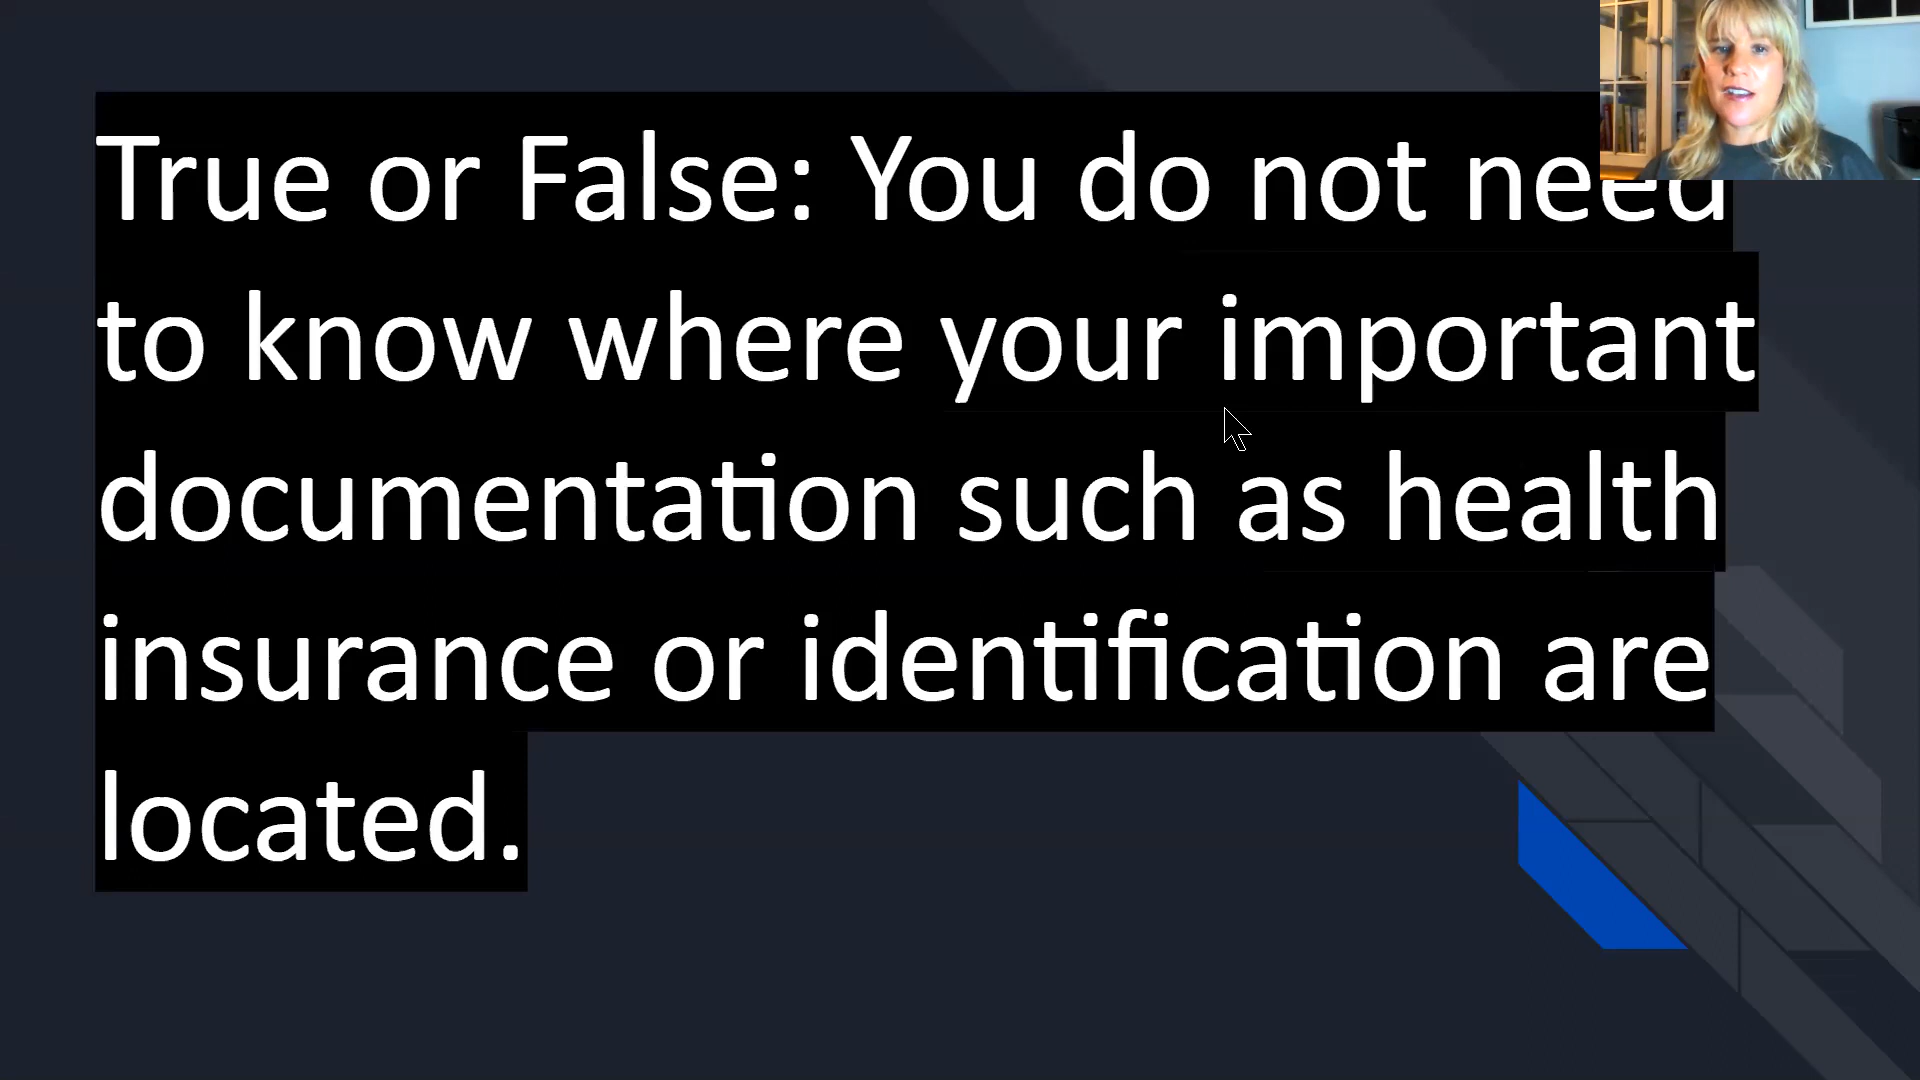 True or False: You do not need
to know where your important
documentation such as health
insurance or identification are
located.